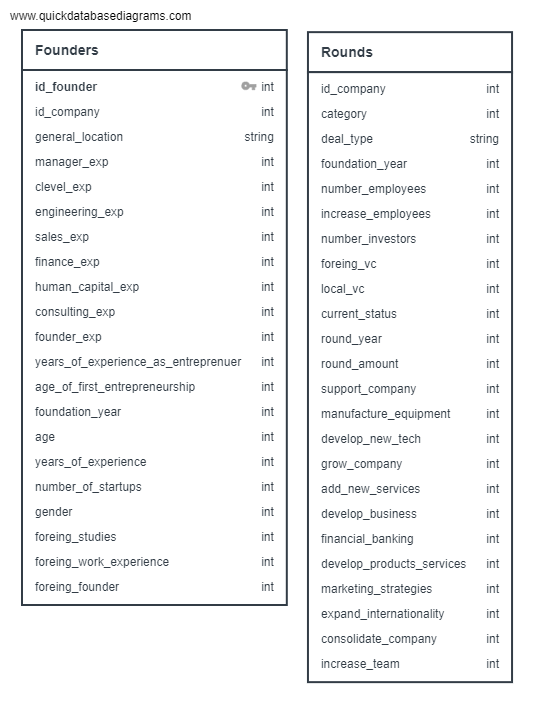 www.quickdatabasediagrams.com
Founders
id_founder int
id_company int
general_location string
manager_exp int
clevel_exp int
engineering_exp int
sales_exp int
finance_exp int
human_capital_exp int
consulting_exp int
founder_exp int
years_of_experience_as_entreprenuer int
age_of_first_entrepreneurship int
foundation_year int
age int
years_of_experience int
number_of_startups int
gender int
foreing_studies int
foreing_work_experience int
foreing_founder int
Rounds
id_company int
category int
deal_type string
foundation_year int
number_employees int
increase_employees int
number_investors int
foreing_vc int
local_vc int
current_status int
round_year int
round_amount int
support_company int
manufacture_equipment int
develop_new_tech int
grow_company int
add_new_services int
develop_business int
financial_banking int
develop_products_services int
marketing_strategies int
expand_internationality int
consolidate_company int
increase_team int